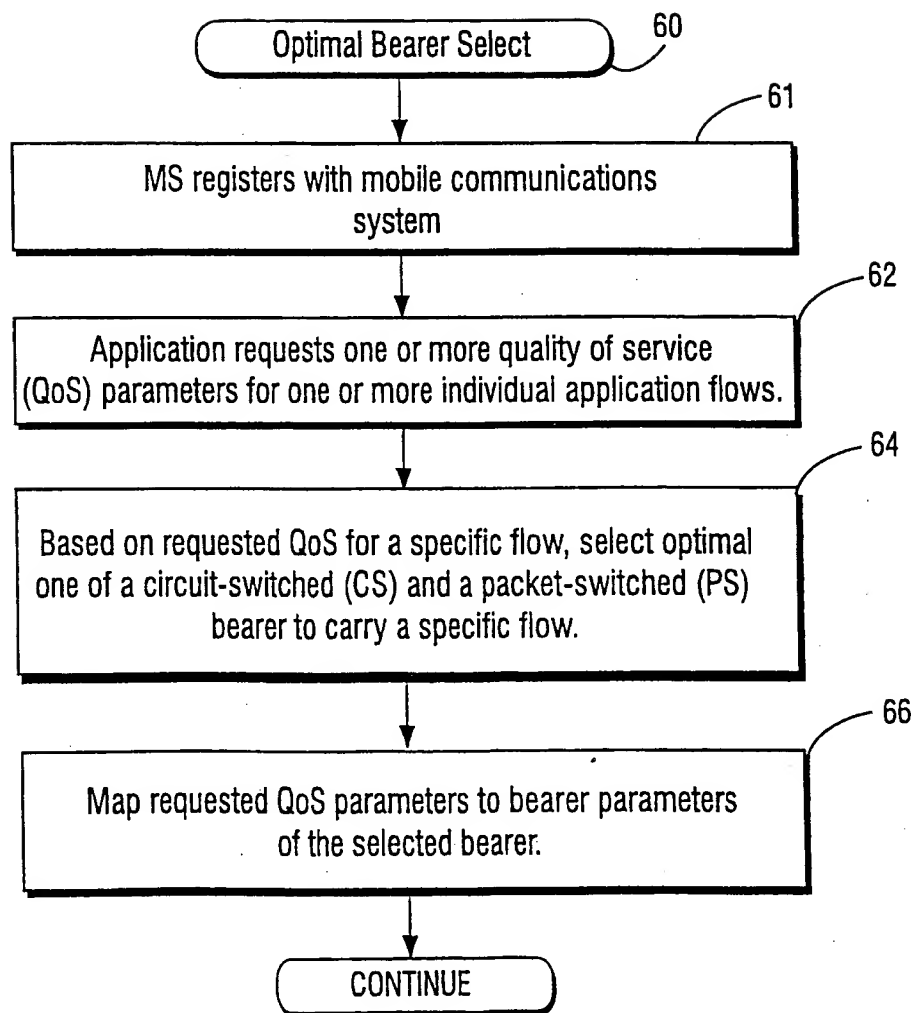 Optimal Bearer Select
60
61
MS registers with mobile communications
system
62
Application requests one or more quality of service
(QoS) parameters for one or more individual application flows.
64
Based on requested QoS for a specific flow, select optimal
one of a circuit-switched (CS) and a packet-switched (PS)
bearer to carry a specific flow.
66
Map requested QoS parameters to bearer parameters
of the selected bearer.
CONTINUE